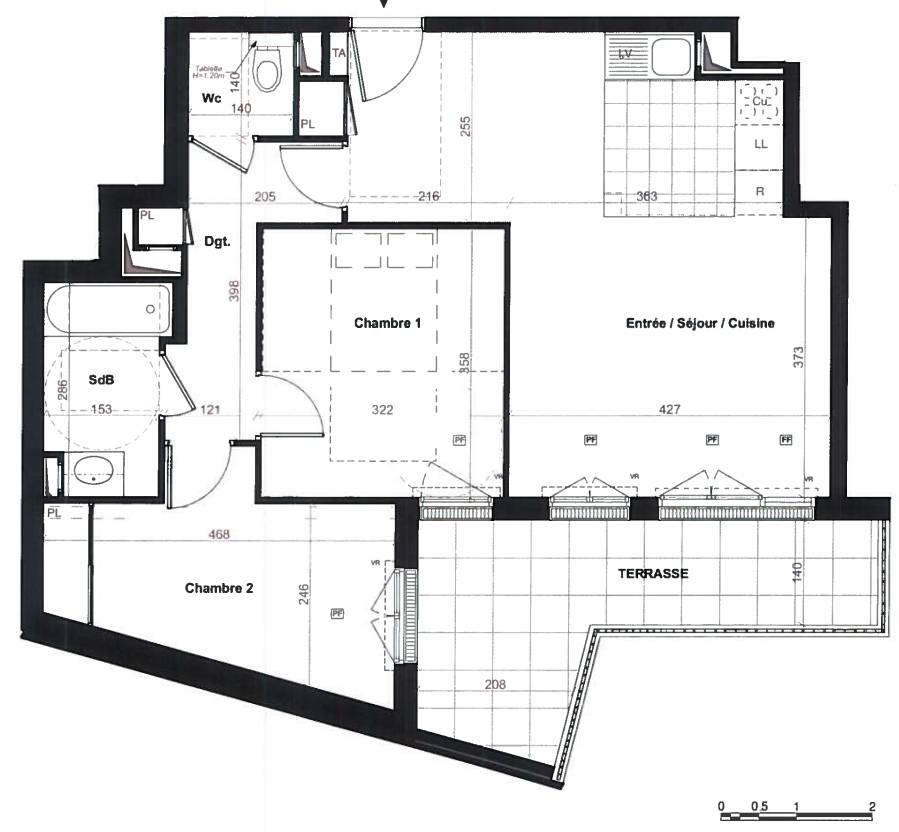 TA
LV
Tablette
H=1.20m
140
Wc
140
PL
Cu
LL
R
255
205
216
363
PL
Dgt.
398
Chambre 1
Entrée / Séjour / Cuisine
358
373
SdB
286
153
121
322
427
PF
PF
PF
FF
VR
VR
VR
PL
468
Chambre 2
VR
246
PF
TERRASSE
140
208
0 0.5 1 2